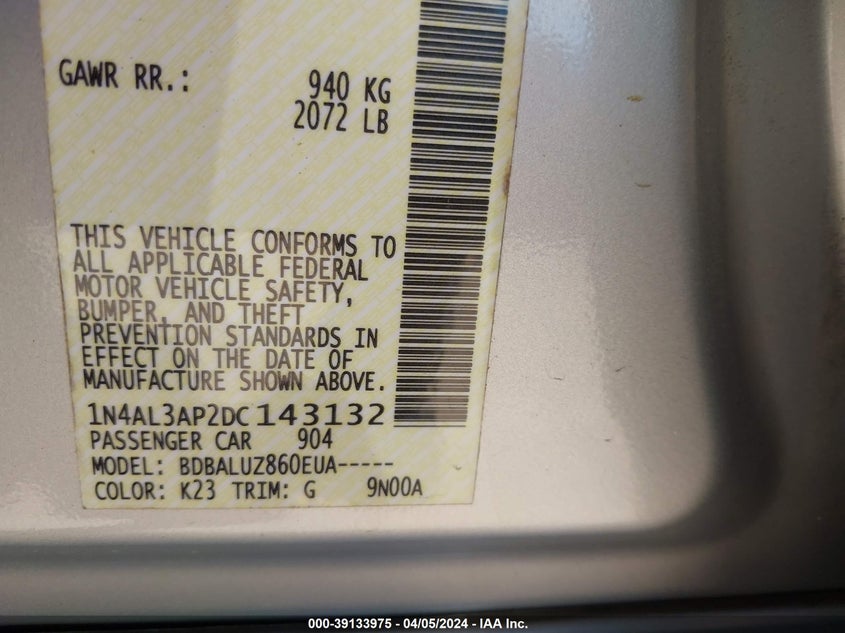 GAWR RR.: 940 KG
2072 LB
THIS VEHICLE CONFORMS TO
ALL APPLICABLE FEDERAL
MOTOR VEHICLE SAFETY,
BUMPER, AND THEFT
PREVENTION STANDARDS IN
EFFECT ON THE DATE OF
MANUFACTURE SHOWN ABOVE.
1N4AL3AP2DC143132
PASSENGER CAR 904
MODEL: BDBALUZ860EUA-----
COLOR: K23 TRIM: G 9N00A
000-39133975 - 04/05/2024 - IAA Inc.